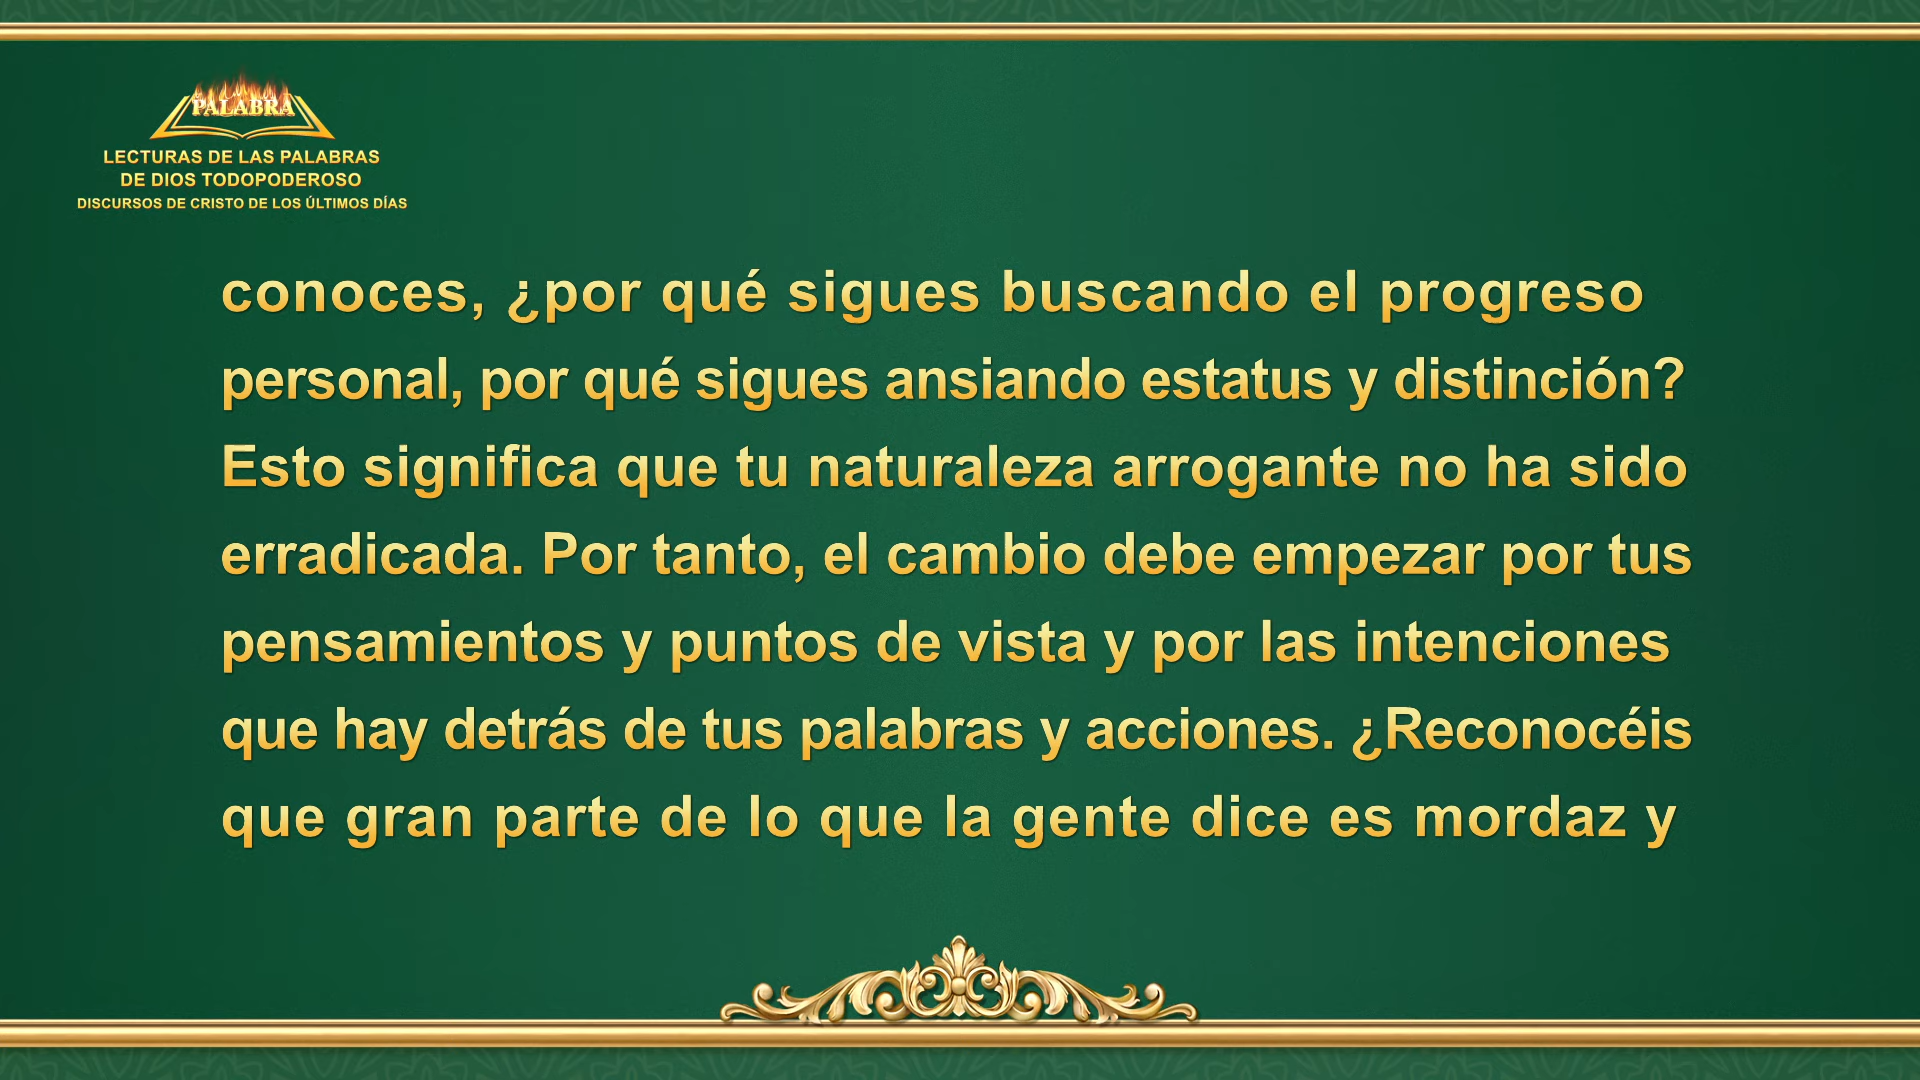 PALABRA
LECTURAS DE LAS PALABRAS
DE DIOS TODOPODEROSO
DISCURSOS DE CRISTO DE LOS ÚLTIMOS DÍAS
conoces, ¿por qué sigues buscando el progreso
personal, por qué sigues ansiando estatus y distinción?
Esto significa que tu naturaleza arrogante no ha sido
erradicada. Por tanto, el cambio debe empezar por tus
pensamientos y puntos de vista y por las intenciones
que hay detrás de tus palabras y acciones. ¿Reconocéis
que gran parte de lo que la gente dice es mordaz y